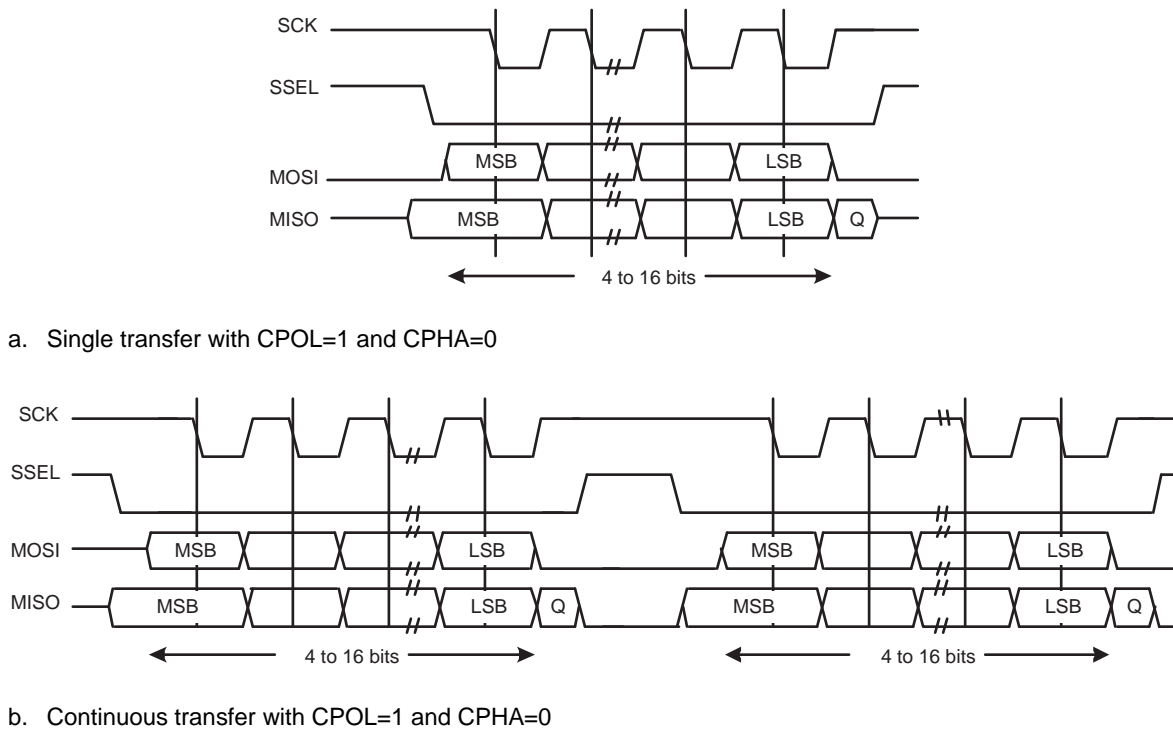 SCK
SSEL
MOSI
MSB
LSB
MISO
MSB
LSB
Q
4 to 16 bits
a. Single transfer with CPOL=1 and CPHA=0
SCK
SSEL
MOSI
MSB
LSB
MSB
LSB
MISO
MSB
LSB
Q
MSB
LSB
Q
4 to 16 bits
4 to 16 bits
b. Continuous transfer with CPOL=1 and CPHA=0